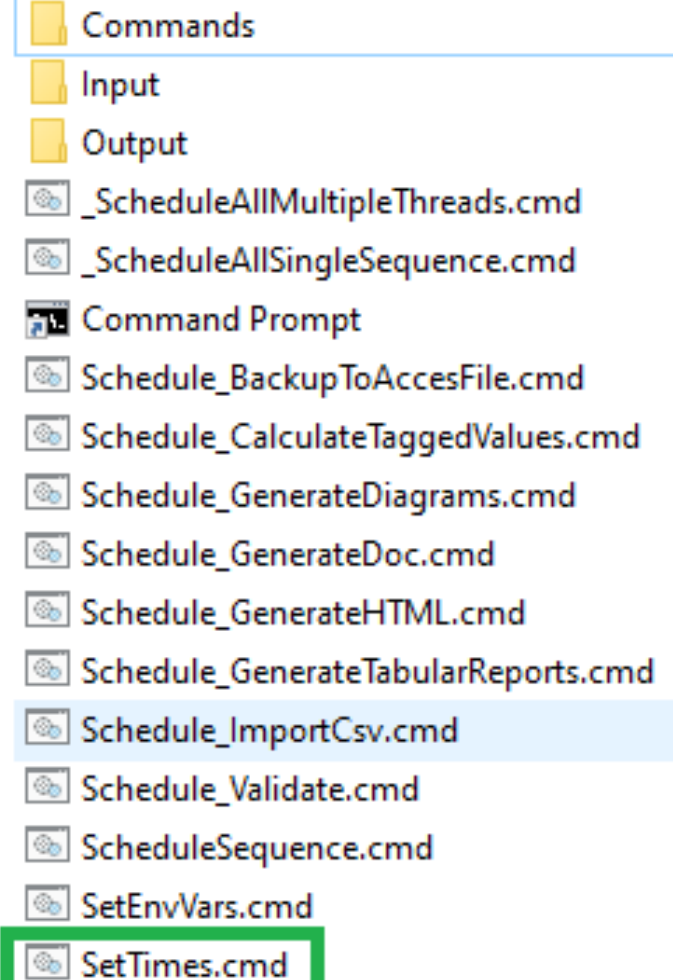 Commands
Input
Output
_ScheduleAllMultipleThreads.cmd
_ScheduleAllSingleSequence.cmd
Command Prompt
Schedule_BackupToAccesFile.cmd
Schedule_CalculateTaggedValues.cmd
Schedule_GenerateDiagrams.cmd
Schedule_GenerateDoc.cmd
Schedule_GenerateHTML.cmd
Schedule_GenerateTabularReports.cmd
Schedule_ImportCsv.cmd
Schedule_Validate.cmd
ScheduleSequence.cmd
SetEnvVars.cmd
SetTimes.cmd